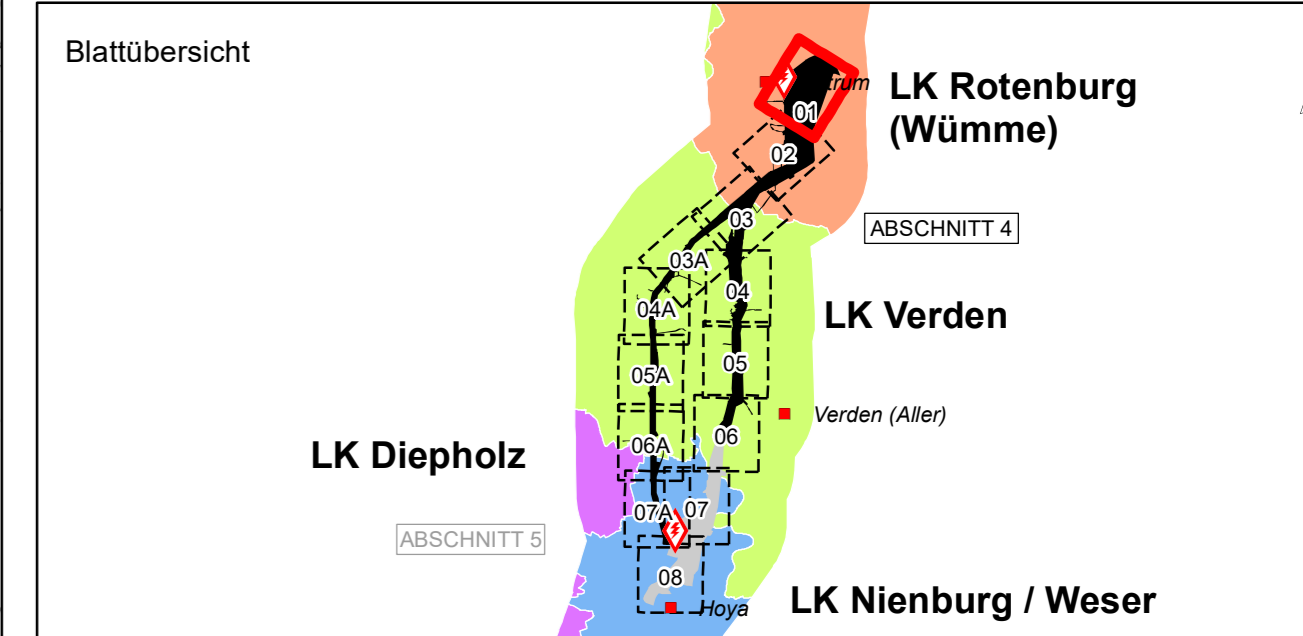 Blattübersicht
LK Rotenburg
(Wümme)
01
02
ABSCHNITT 4
03
03A
04
04A
LK Verden
05
05A
Verden (Aller)
06
06A
LK Diepholz
07A
07
ABSCHNITT 5
08
Hoya
LK Nienburg / Weser